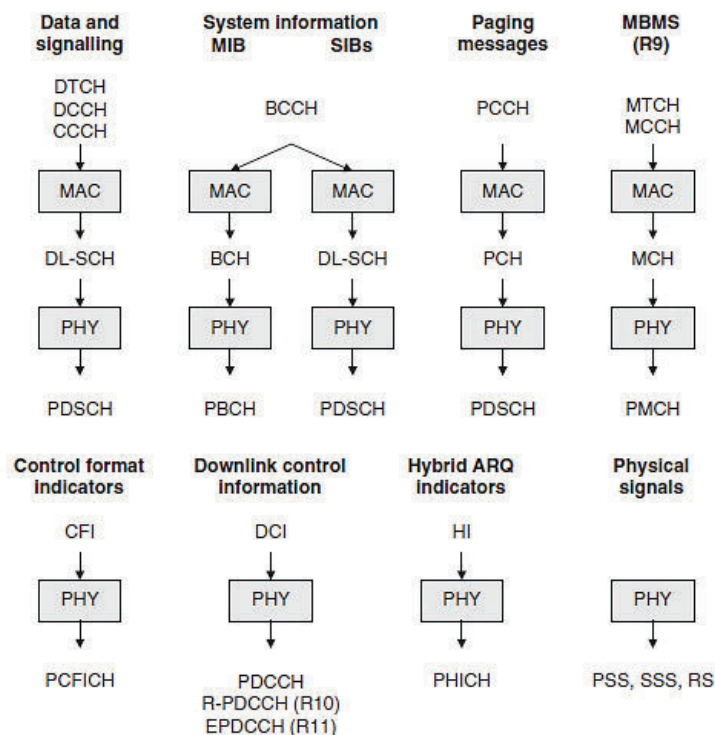 Data and signalling
System information
MIB SIBs
Paging messages
MBMS (R9)
DTCH
DCCH
CCCH
BCCH
PCCH
MTCH
MCCH
MAC MAC MAC MAC MAC
DL-SCH BCH DL-SCH PCH MCH
PHY PHY PHY PHY PHY
PDSCH PBCH PDSCH PDSCH PMCH
Control format indicators
Downlink control information
Hybrid ARQ indicators
Physical signals
CFI DCI HI
PHY PHY PHY PHY
PCFICH
PDCCH
R-PDCCH (R10)
EPDCCH (R11)
PHICH
PSS, SSS, RS